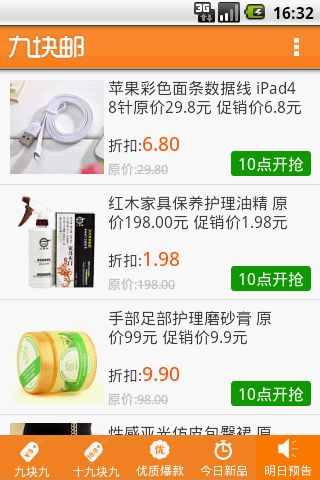 3G 16:32
九块邮
苹果彩色面条数据线 iPad4
8针原价29.8元 促销价6.8元
折扣:6.80
原价:29.80
10点开抢
红木家具保养护理油精 原
价198.00元 促销价1.98元
折扣:1.98
原价:198.00
10点开抢
手部足部护理磨砂膏 原
价99元 促销价9.9元
折扣:9.90
原价:98.00
10点开抢
性感亚光仿皮包臀裙 原
¥9 19.9 优
九块九 十九块九 优质爆款 今日新品 明日预告